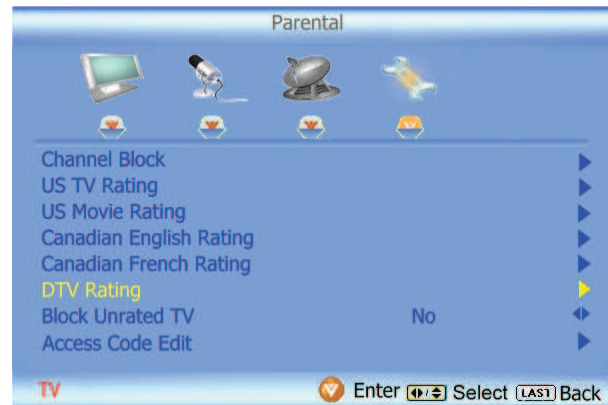 Parental
Channel Block
US TV Rating
US Movie Rating
Canadian English Rating
Canadian French Rating
DTV Rating
Block Unrated TV No
Access Code Edit
TV Enter Select LAST Back